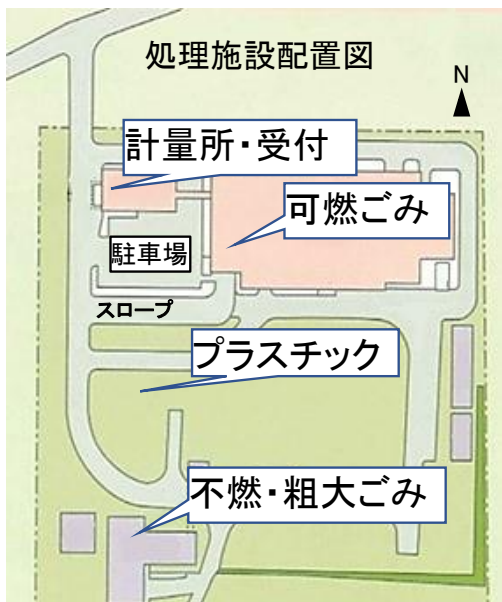 処理施設配置図
N
計量所・受付
可燃ごみ
駐車場
スロープ
プラスチック
不燃・粗大ごみ